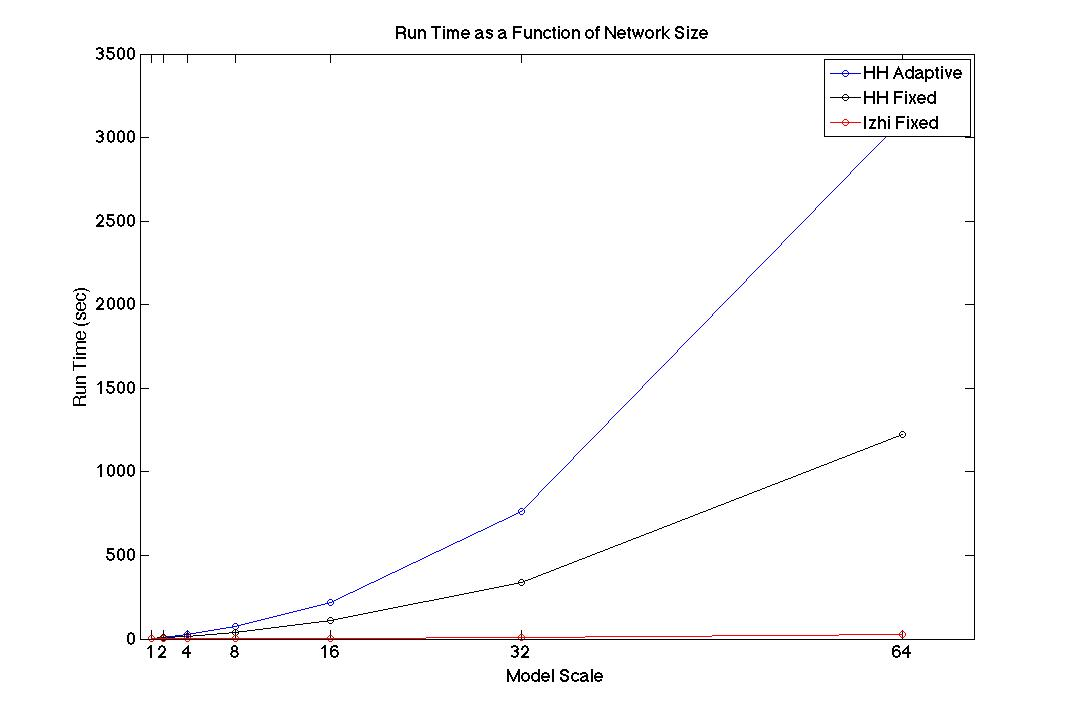 Run Time as a Function of Network Size
HH Adaptive
HH Fixed
Izhi Fixed
3500
3000
2500
2000
1500
1000
500
0
Run Time (sec)
1 2 4 8 16 32 64
Model Scale